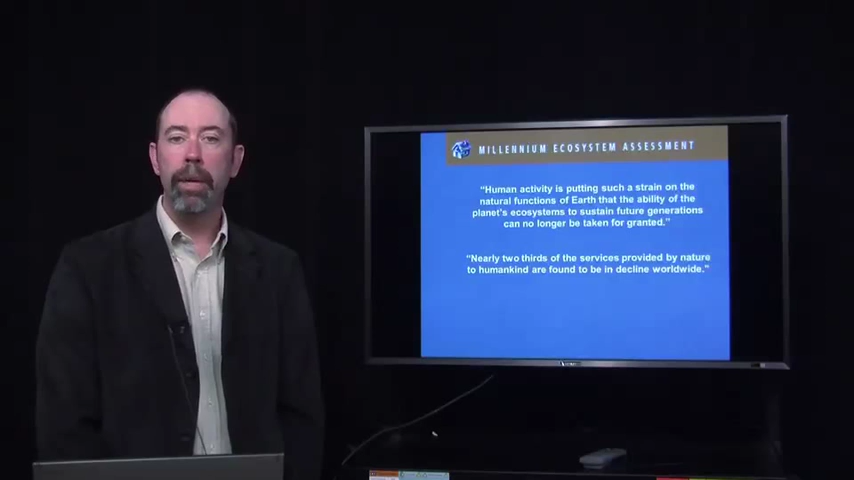 MILLENNIUM ECOSYSTEM ASSESSMENT
“Human activity is putting such a strain on the
natural functions of Earth that the ability of the
planet's ecosystems to sustain future generations
can no longer be taken for granted.”
“Nearly two thirds of the services provided by nature
to humankind are found to be in decline worldwide.”